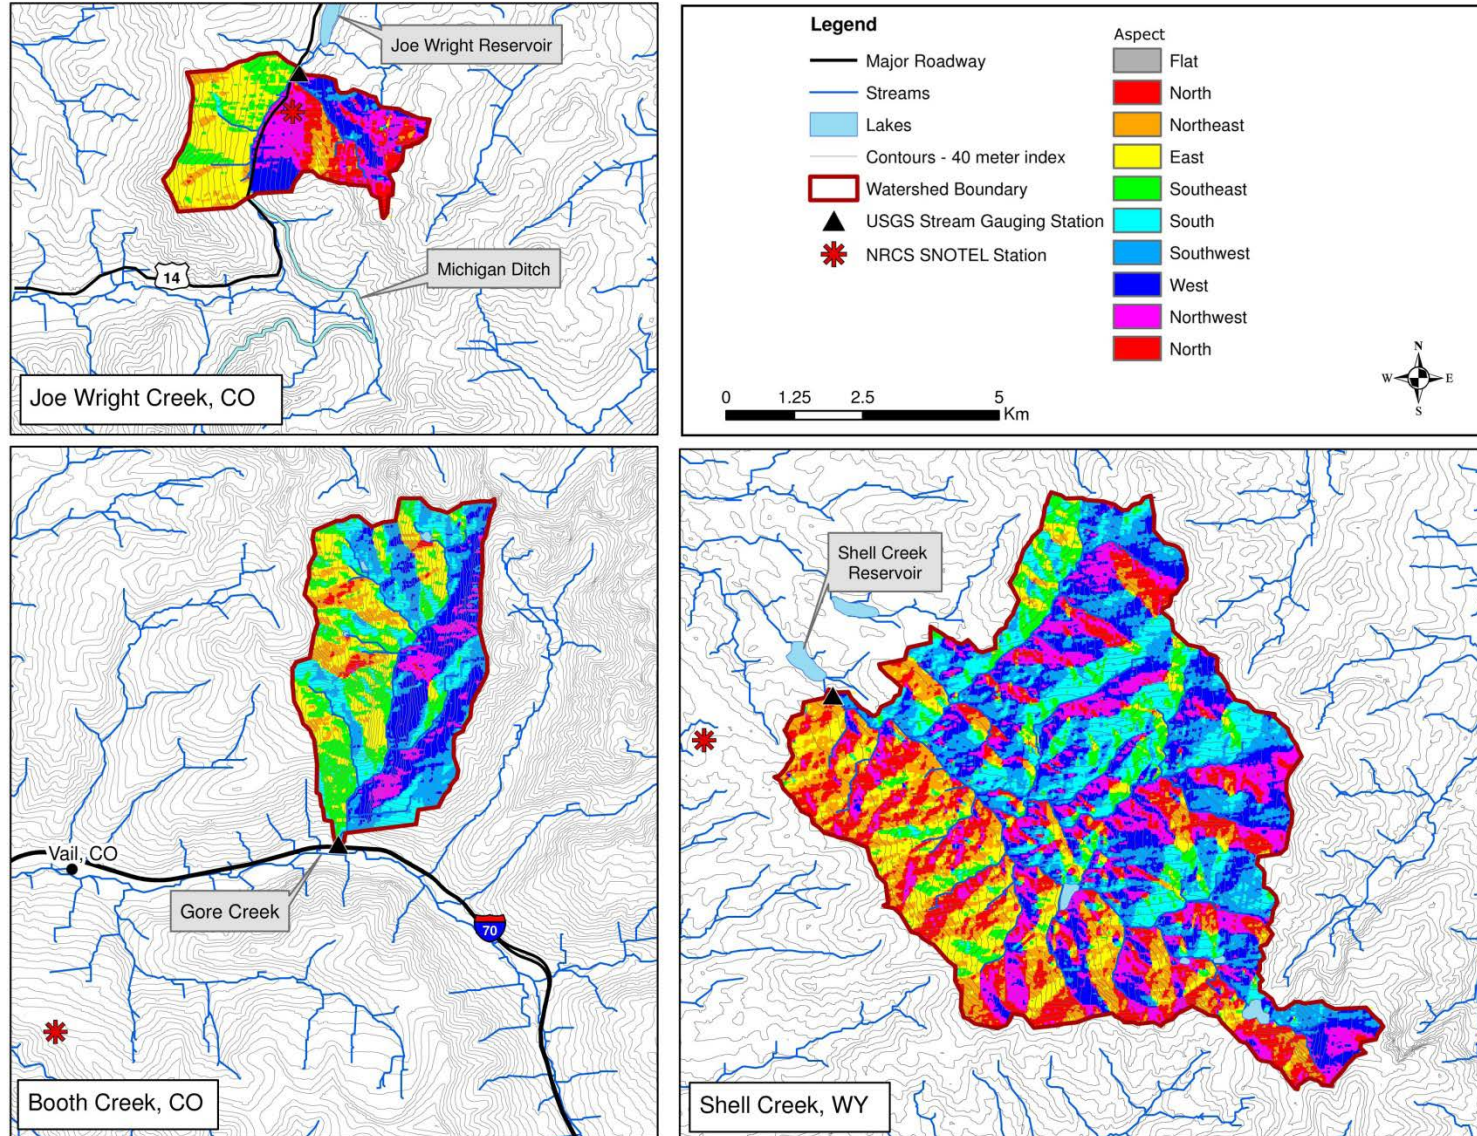 Joe Wright Reservoir
14
Michigan Ditch
Joe Wright Creek, CO
Legend
Major Roadway
Streams
Lakes
Contours - 40 meter index
Watershed Boundary
USGS Stream Gauging Station
NRCS SNOTEL Station
Aspect
Flat
North
Northeast
East
Southeast
South
Southwest
West
Northwest
North
0 1.25 2.5 5
Km
N
W E
S
Vail, CO
Gore Creek
70
Booth Creek, CO
Shell Creek
Reservoir
Shell Creek, WY